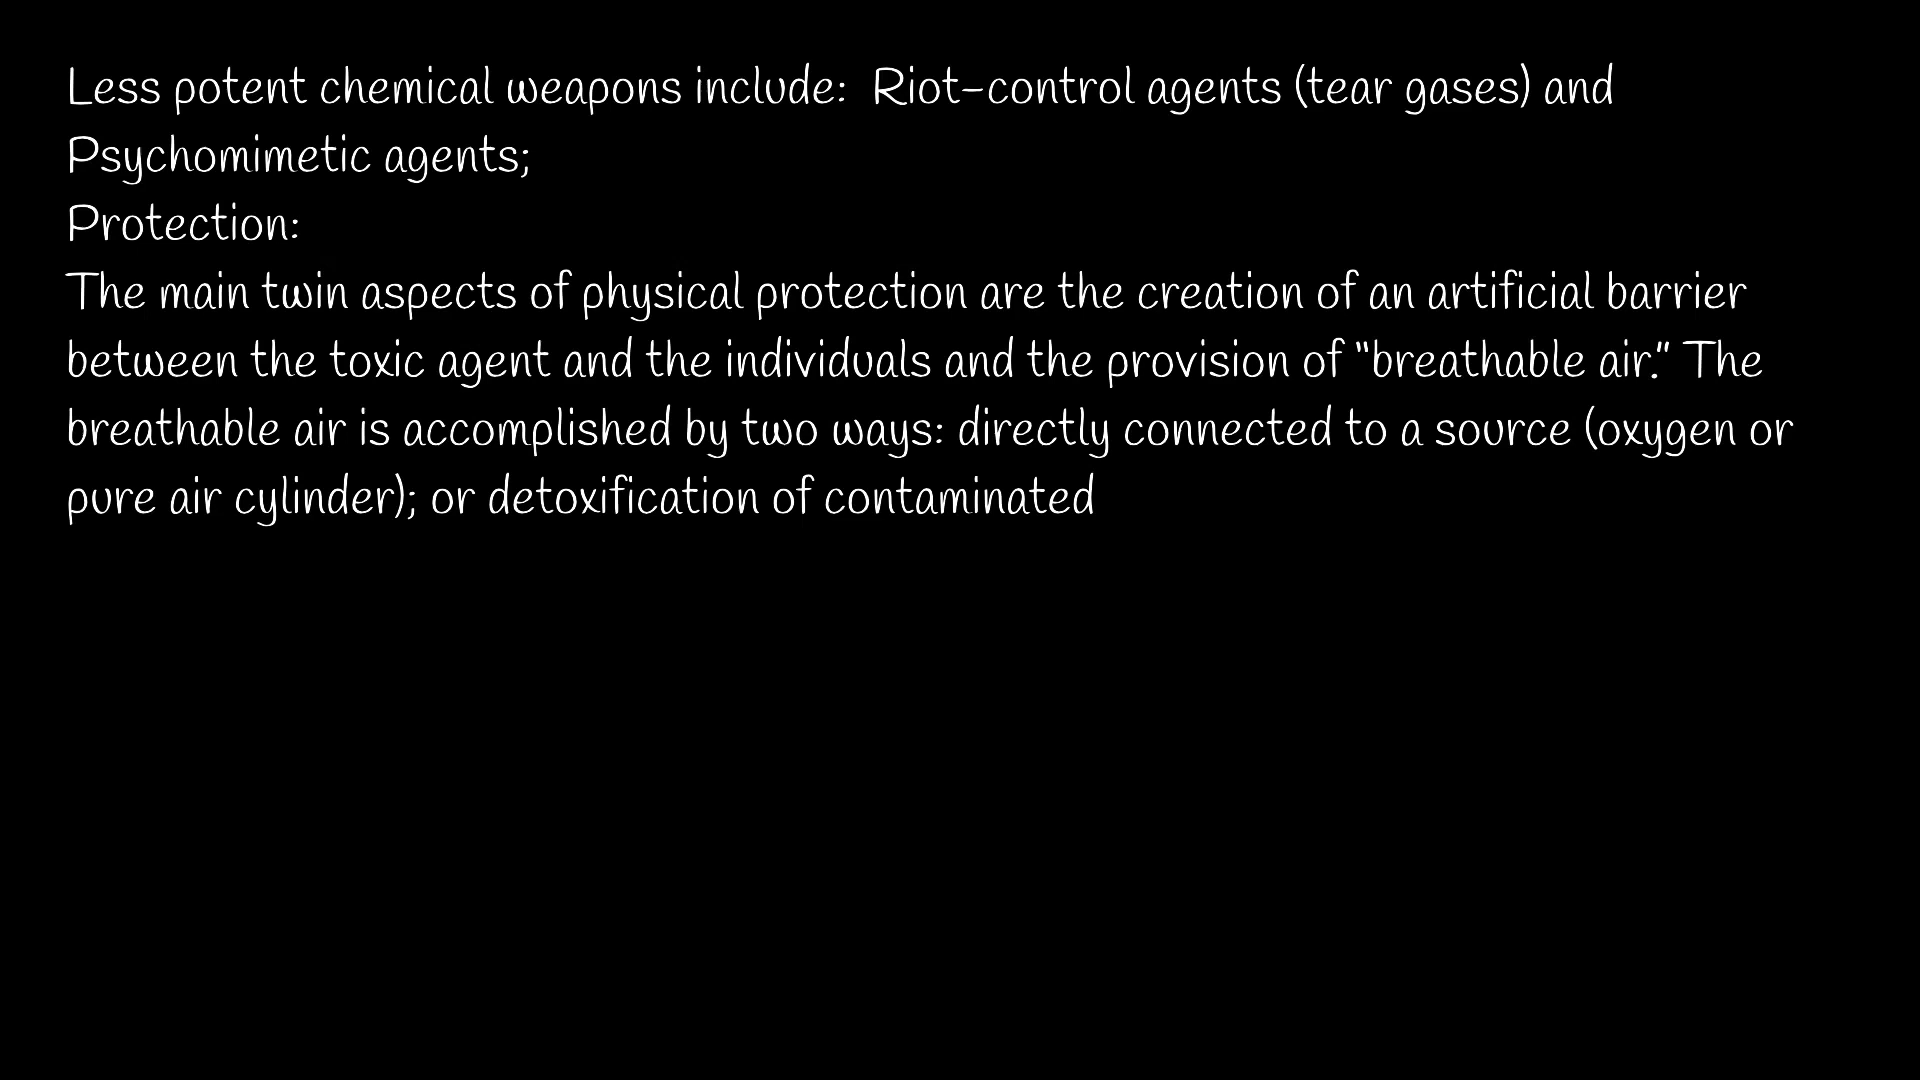 Less potent chemical weapons include:  Riot-control agents (tear gases) and
Psychomimetic agents;
Protection:
The main twin aspects of physical protection are the creation of an artificial barrier
between the toxic agent and the individuals and the provision of "breathable air." The
breathable air is accomplished by two ways: directly connected to a source (oxygen or
pure air cylinder); or detoxification of contaminated